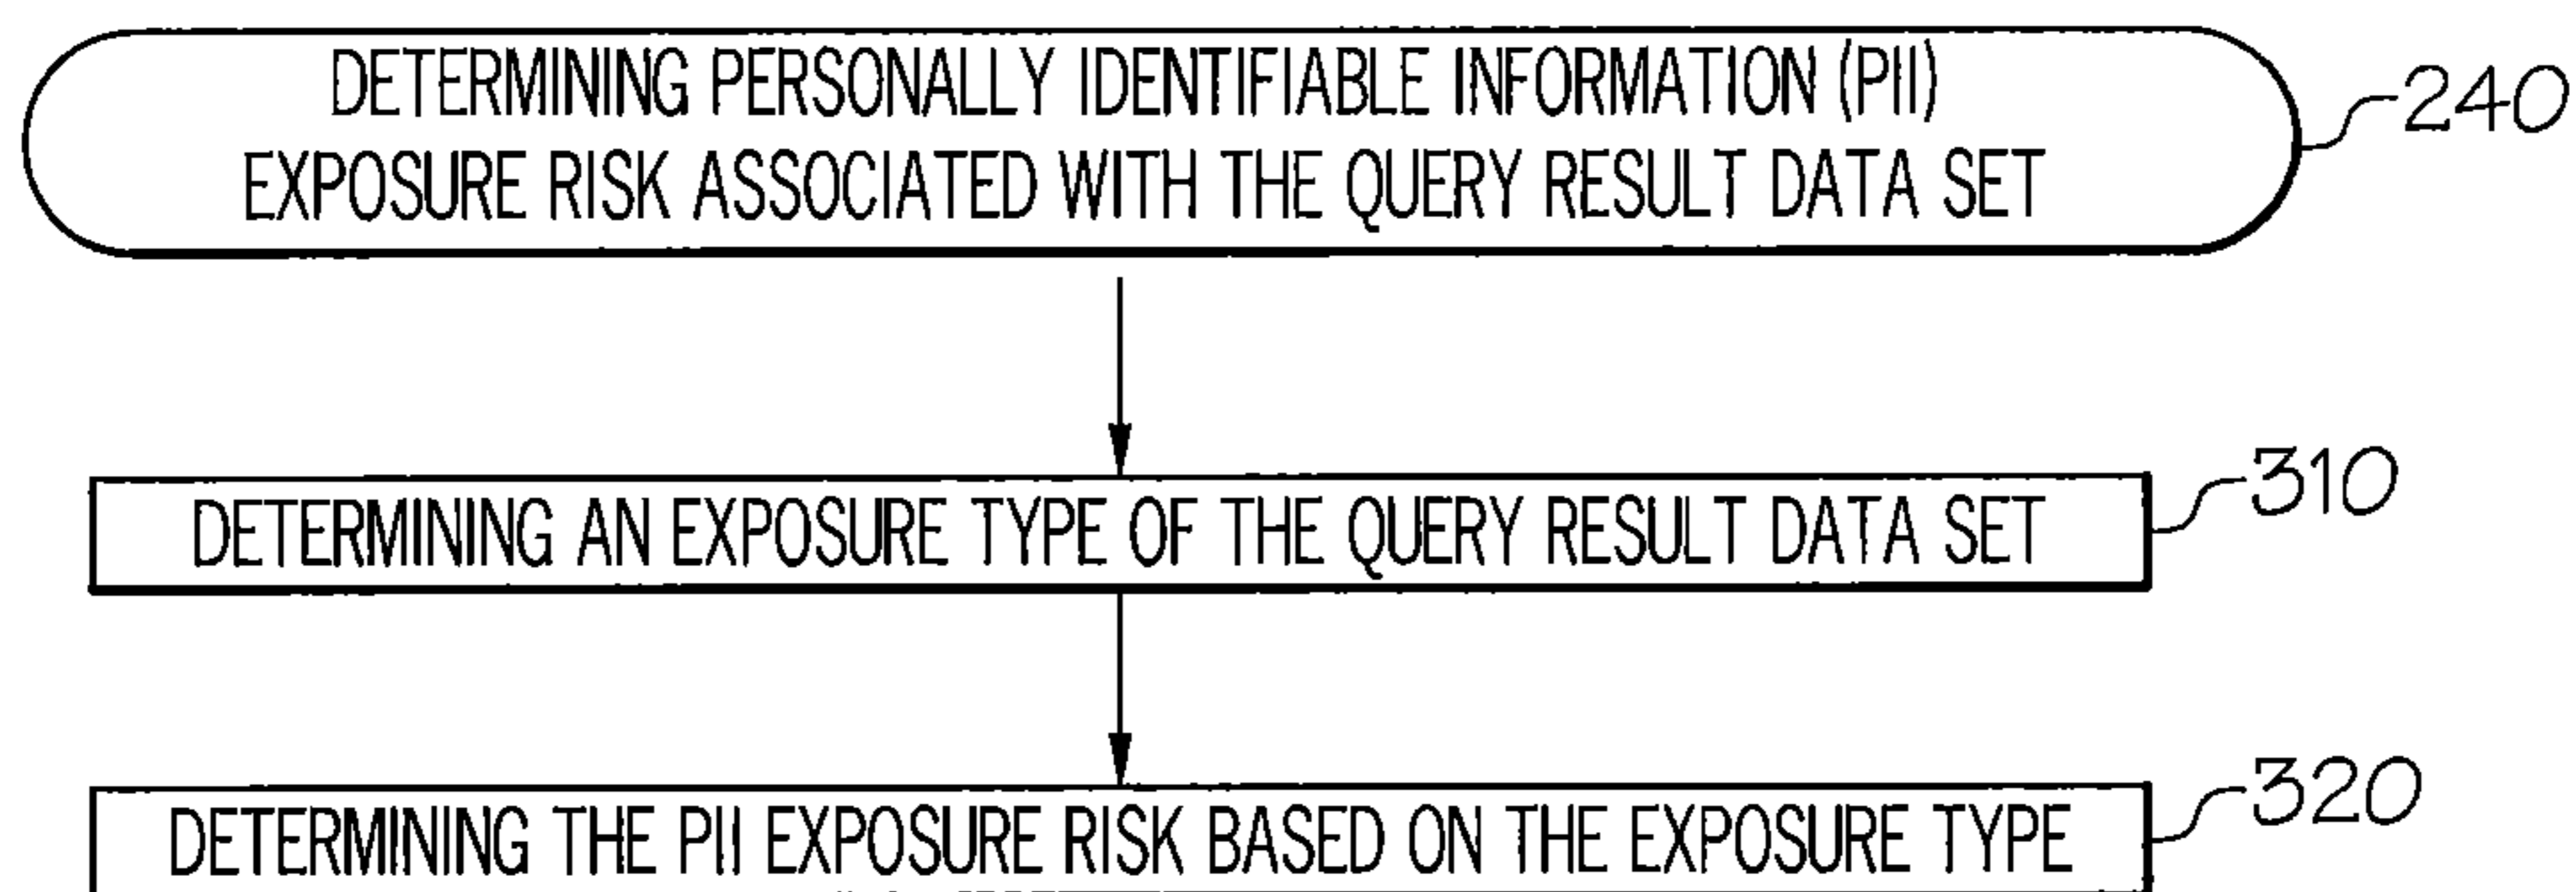 DETERMINING PERSONALLY IDENTIFIABLE INFORMATION (PII)
EXPOSURE RISK ASSOCIATED WITH THE QUERY RESULT DATA SET
240
DETERMINING AN EXPOSURE TYPE OF THE QUERY RESULT DATA SET
310
DETERMINING THE PII EXPOSURE RISK BASED ON THE EXPOSURE TYPE
320